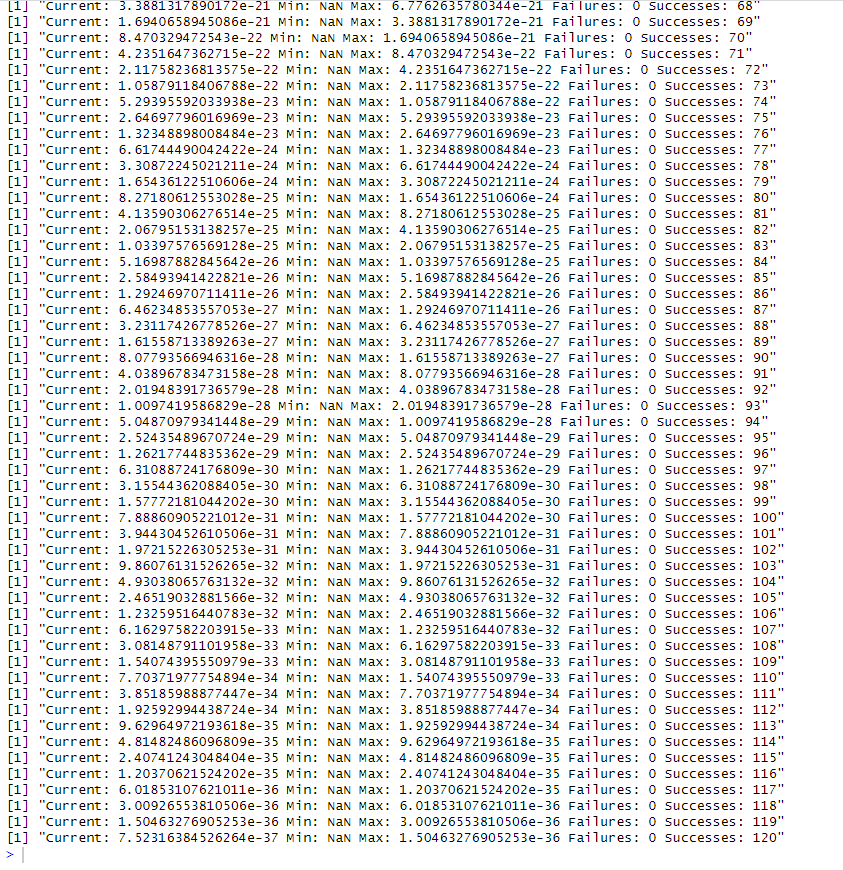 [1] "Current: 3.3881317890172e-21 Min: NaN Max: 6.7762635780344e-21 Failures: 0 Successes: 68"
[1] "Current: 1.6940658945086e-21 Min: NaN Max: 3.3881317890172e-21 Failures: 0 Successes: 69"
[1] "Current: 8.470329472543e-22 Min: NaN Max: 1.6940658945086e-21 Failures: 0 Successes: 70"
[1] "Current: 4.2351647362715e-22 Min: NaN Max: 8.470329472543e-22 Failures: 0 Successes: 71"
[1] "Current: 2.11758236813575e-22 Min: NaN Max: 4.2351647362715e-22 Failures: 0 Successes: 72"
[1] "Current: 1.05879118406788e-22 Min: NaN Max: 2.11758236813575e-22 Failures: 0 Successes: 73"
[1] "Current: 5.29395592033938e-23 Min: NaN Max: 1.05879118406788e-22 Failures: 0 Successes: 74"
[1] "Current: 2.64697796016969e-23 Min: NaN Max: 5.29395592033938e-23 Failures: 0 Successes: 75"
[1] "Current: 1.32348898008484e-23 Min: NaN Max: 2.64697796016969e-23 Failures: 0 Successes: 76"
[1] "Current: 6.61744490042422e-24 Min: NaN Max: 1.32348898008484e-23 Failures: 0 Successes: 77"
[1] "Current: 3.30872245021211e-24 Min: NaN Max: 6.61744490042422e-24 Failures: 0 Successes: 78"
[1] "Current: 1.65436122510606e-24 Min: NaN Max: 3.30872245021211e-24 Failures: 0 Successes: 79"
[1] "Current: 8.27180612553028e-25 Min: NaN Max: 1.65436122510606e-24 Failures: 0 Successes: 80"
[1] "Current: 4.13590306276514e-25 Min: NaN Max: 8.27180612553028e-25 Failures: 0 Successes: 81"
[1] "Current: 2.06795153138257e-25 Min: NaN Max: 4.13590306276514e-25 Failures: 0 Successes: 82"
[1] "Current: 1.03397576569128e-25 Min: NaN Max: 2.06795153138257e-25 Failures: 0 Successes: 83"
[1] "Current: 5.16987882845642e-26 Min: NaN Max: 1.03397576569128e-25 Failures: 0 Successes: 84"
[1] "Current: 2.58493941422821e-26 Min: NaN Max: 5.16987882845642e-26 Failures: 0 Successes: 85"
[1] "Current: 1.29246970711411e-26 Min: NaN Max: 2.58493941422821e-26 Failures: 0 Successes: 86"
[1] "Current: 6.46234853557053e-27 Min: NaN Max: 1.29246970711411e-26 Failures: 0 Successes: 87"
[1] "Current: 3.23117426778526e-27 Min: NaN Max: 6.46234853557053e-27 Failures: 0 Successes: 88"
[1] "Current: 1.61558713389263e-27 Min: NaN Max: 3.23117426778526e-27 Failures: 0 Successes: 89"
[1] "Current: 8.07793566946316e-28 Min: NaN Max: 1.61558713389263e-27 Failures: 0 Successes: 90"
[1] "Current: 4.03896783473158e-28 Min: NaN Max: 8.07793566946316e-28 Failures: 0 Successes: 91"
[1] "Current: 2.01948391736579e-28 Min: NaN Max: 4.03896783473158e-28 Failures: 0 Successes: 92"
[1] "Current: 1.0097419586829e-28 Min: NaN Max: 2.01948391736579e-28 Failures: 0 Successes: 93"
[1] "Current: 5.04870979341448e-29 Min: NaN Max: 1.0097419586829e-28 Failures: 0 Successes: 94"
[1] "Current: 2.52435489670724e-29 Min: NaN Max: 5.04870979341448e-29 Failures: 0 Successes: 95"
[1] "Current: 1.26217744835362e-29 Min: NaN Max: 2.52435489670724e-29 Failures: 0 Successes: 96"
[1] "Current: 6.31088724176809e-30 Min: NaN Max: 1.26217744835362e-29 Failures: 0 Successes: 97"
[1] "Current: 3.15544362088405e-30 Min: NaN Max: 6.31088724176809e-30 Failures: 0 Successes: 98"
[1] "Current: 1.57772181044202e-30 Min: NaN Max: 3.15544362088405e-30 Failures: 0 Successes: 99"
[1] "Current: 7.88860905221012e-31 Min: NaN Max: 1.57772181044202e-30 Failures: 0 Successes: 100"
[1] "Current: 3.94430452610506e-31 Min: NaN Max: 7.88860905221012e-31 Failures: 0 Successes: 101"
[1] "Current: 1.97215226305253e-31 Min: NaN Max: 3.94430452610506e-31 Failures: 0 Successes: 102"
[1] "Current: 9.86076131526265e-32 Min: NaN Max: 1.97215226305253e-31 Failures: 0 Successes: 103"
[1] "Current: 4.93038065763132e-32 Min: NaN Max: 9.86076131526265e-32 Failures: 0 Successes: 104"
[1] "Current: 2.46519032881566e-32 Min: NaN Max: 4.93038065763132e-32 Failures: 0 Successes: 105"
[1] "Current: 1.23259516440783e-32 Min: NaN Max: 2.46519032881566e-32 Failures: 0 Successes: 106"
[1] "Current: 6.16297582203915e-33 Min: NaN Max: 1.23259516440783e-32 Failures: 0 Successes: 107"
[1] "Current: 3.08148791101958e-33 Min: NaN Max: 6.16297582203915e-33 Failures: 0 Successes: 108"
[1] "Current: 1.54074395550979e-33 Min: NaN Max: 3.08148791101958e-33 Failures: 0 Successes: 109"
[1] "Current: 7.70371977754894e-34 Min: NaN Max: 1.54074395550979e-33 Failures: 0 Successes: 110"
[1] "Current: 3.85185988877447e-34 Min: NaN Max: 7.70371977754894e-34 Failures: 0 Successes: 111"
[1] "Current: 1.92592994438724e-34 Min: NaN Max: 3.85185988877447e-34 Failures: 0 Successes: 112"
[1] "Current: 9.62964972193618e-35 Min: NaN Max: 1.92592994438724e-34 Failures: 0 Successes: 113"
[1] "Current: 4.81482486096809e-35 Min: NaN Max: 9.62964972193618e-35 Failures: 0 Successes: 114"
[1] "Current: 2.40741243048404e-35 Min: NaN Max: 4.81482486096809e-35 Failures: 0 Successes: 115"
[1] "Current: 1.20370621524202e-35 Min: NaN Max: 2.40741243048404e-35 Failures: 0 Successes: 116"
[1] "Current: 6.01853107621011e-36 Min: NaN Max: 1.20370621524202e-35 Failures: 0 Successes: 117"
[1] "Current: 3.00926553810506e-36 Min: NaN Max: 6.01853107621011e-36 Failures: 0 Successes: 118"
[1] "Current: 1.50463276905253e-36 Min: NaN Max: 3.00926553810506e-36 Failures: 0 Successes: 119"
[1] "Current: 7.52316384526264e-37 Min: NaN Max: 1.50463276905253e-36 Failures: 0 Successes: 120"
>